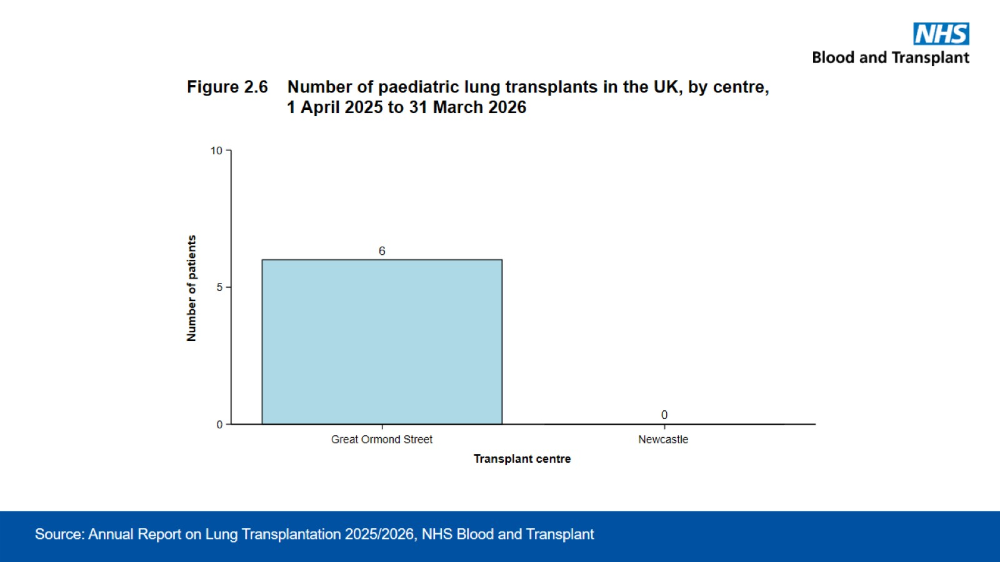 NHS
Blood and Transplant
Figure 2.6 Number of paediatric lung transplants in the UK, by centre,
1 April 2025 to 31 March 2026
10
5
0
Number of patients
6
0
Great Ormond Street
Newcastle
Transplant centre
Source: Annual Report on Lung Transplantation 2025/2026, NHS Blood and Transplant